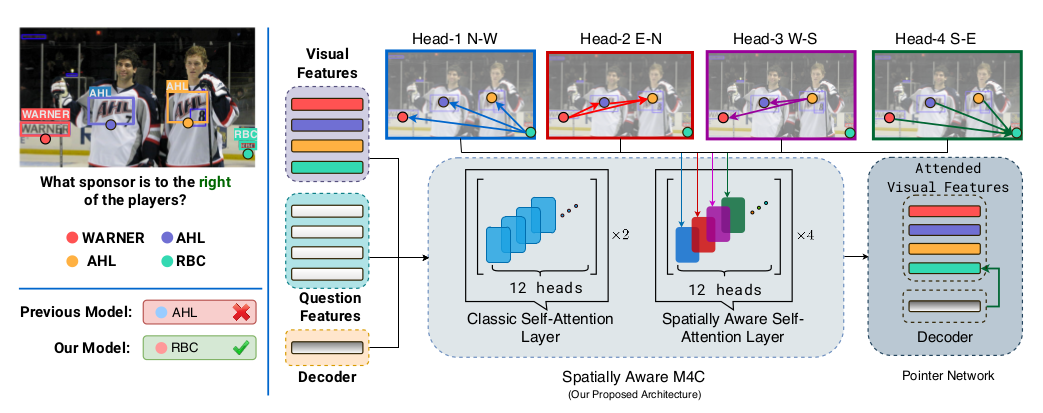 WARNER
WARNER
AHL
AHL
AHL
AHL
RBC
What sponsor is to the right
of the players?
WARNER
AHL
AHL
RBC
Previous Model:
AHL
Our Model:
RBC
Visual
Features
Question
Features
Decoder
Head-1 N-W
Head-2 E-N
Head-3 W-S
Head-4 S-E
×2
12 heads
Classic Self-Attention
Layer
×4
12 heads
Spatially Aware Self-
Attention Layer
Spatially Aware M4C
(Our Proposed Architecture)
Attended
Visual Features
Decoder
Pointer Network